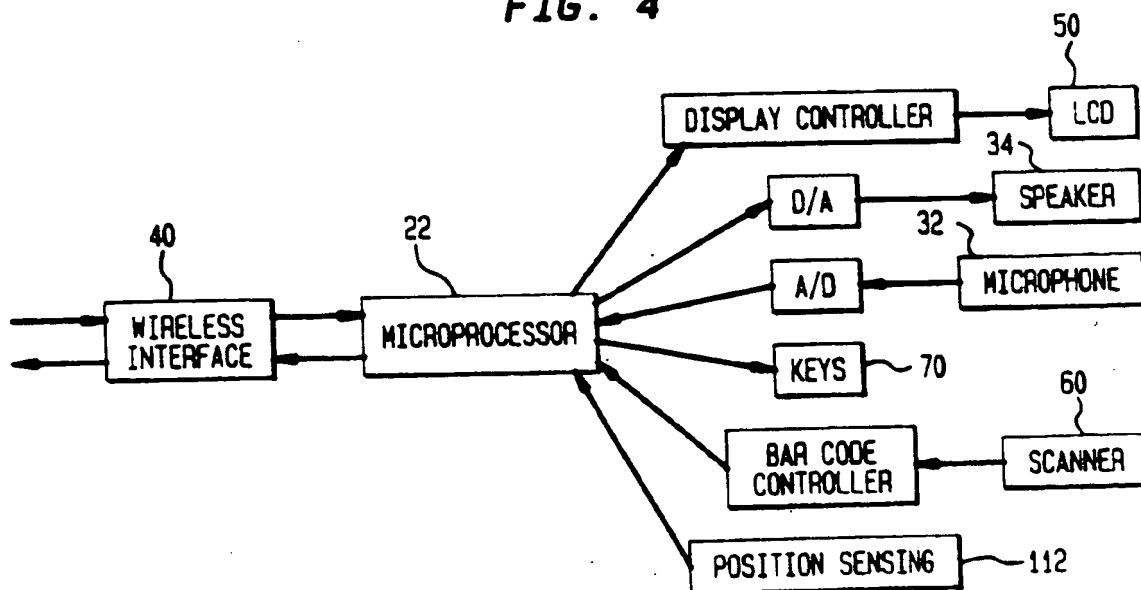 FIG. 4
50
DISPLAY CONTROLLER
LCD
34
D/A
SPEAKER
40
22
32
WIRELESS
INTERFACE
MICROPROCESSOR
A/D
MICROPHONE
KEYS
70
60
BAR CODE
CONTROLLER
SCANNER
POSITION SENSING
112